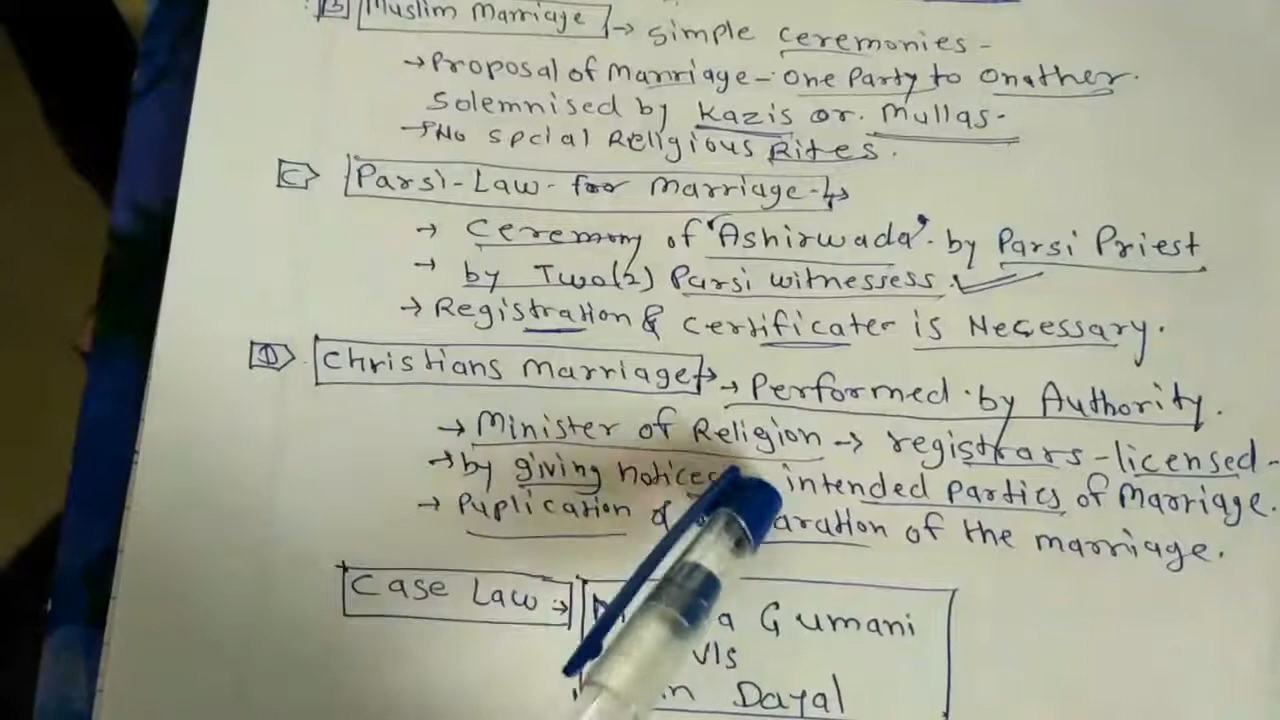 B Muslim Marriage → simple ceremonies -
→ Proposal of Marriage - one Party to onather.
Solemnised by Kazis or. Mullas -
→ No spcial Religious Rites.
C Parsi-Law- for Marriage -
→ Ceremony of "Ashirwada". by Parsi Priest
→ by Two(2) Parsi witnessess.
→ Registration & certificate is Necessary.
D Christians Marriage → Performed by Authority.
→ Minister of Religion → registrars - licensed -
→ by giving notices intended parties of Marriage.
→ Puplication of the marriage.
Case Law →
a Gumani
V/s
Dayal